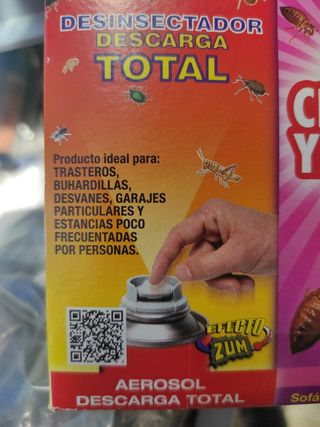 DESINSECTADOR
DESCARGA
TOTAL
Producto ideal para:
TRASTEROS,
BUHARDILLAS,
DESVANES, GARAJES
PARTICULARES Y
ESTANCIAS POCO
FRECUENTADAS
POR PERSONAS.
EFECTO
ZUM
AEROSOL
DESCARGA TOTAL
Y
Sofá